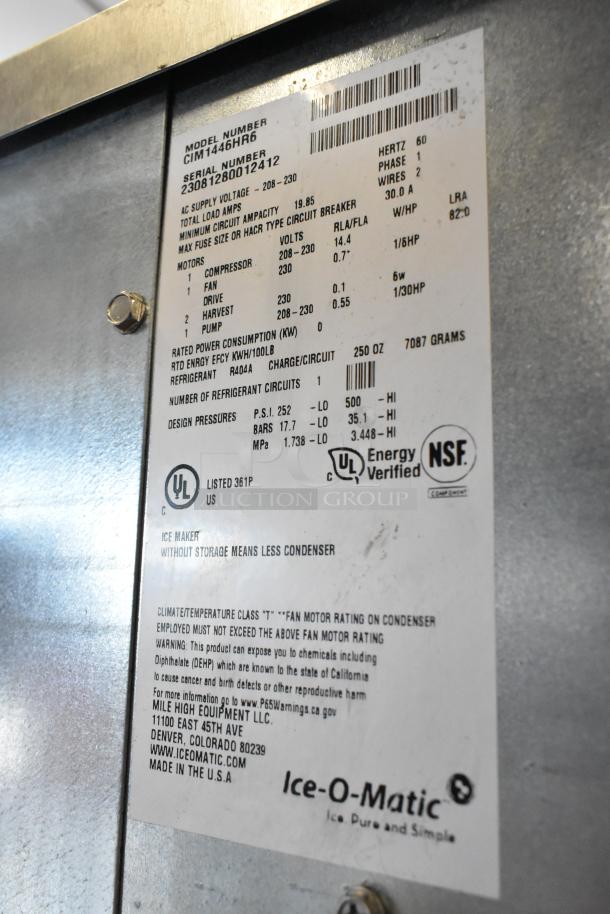 MODEL NUMBER
CIM1446HR6
SERIAL NUMBER
23081280012412
AC SUPPLY VOLTAGE - 208-230 HERTZ 60
TOTAL LOAD AMPS PHASE 1
MINIMUM CIRCUIT AMPACITY 19.85 WIRES 2
MAX FUSE SIZE OR HACR TYPE CIRCUIT BREAKER 30.0 A
MOTORS VOLTS RLA/FLA W/HP LRA
1 COMPRESSOR 208-230 14.4 82.0
1 FAN 230 0.7* 1/6HP
DRIVE
2 HARVEST 230 0.1 6w
1 PUMP 208-230 0.55 1/30HP
RATED POWER CONSUMPTION (KW) 0
RTD ENRGY EFCY KWH/100LB
REFRIGERANT R404A CHARGE/CIRCUIT 250 OZ 7087 GRAMS
NUMBER OF REFRIGERANT CIRCUITS 1
DESIGN PRESSURES P.S.I. 252 -LO 500 -HI
BARS 17.7 -LO 35.1 -HI
MPa 1.738-LO 3.448-HI
C UL LISTED 361P
US
C UL Energy Verified
NSF.
COMPONENT
PCI
AUCTION GROUP
ICE MAKER
WITHOUT STORAGE MEANS LESS CONDENSER
CLIMATE/TEMPERATURE CLASS "T" **FAN MOTOR RATING ON CONDENSER
EMPLOYED MUST NOT EXCEED THE ABOVE FAN MOTOR RATING
WARNING: This product can expose you to chemicals including
Diphthalate (DEHP) which are known to the state of California
to cause cancer and birth defects or other reproductive harm
For more information go to www.P65Warnings.ca.gov
MILE HIGH EQUIPMENT LLC.
11100 EAST 45TH AVE
DENVER, COLORADO 80239
WWW.ICEOMATIC.COM
MADE IN THE U.S.A
Ice-O-Matic
Ice. Pure and Simple